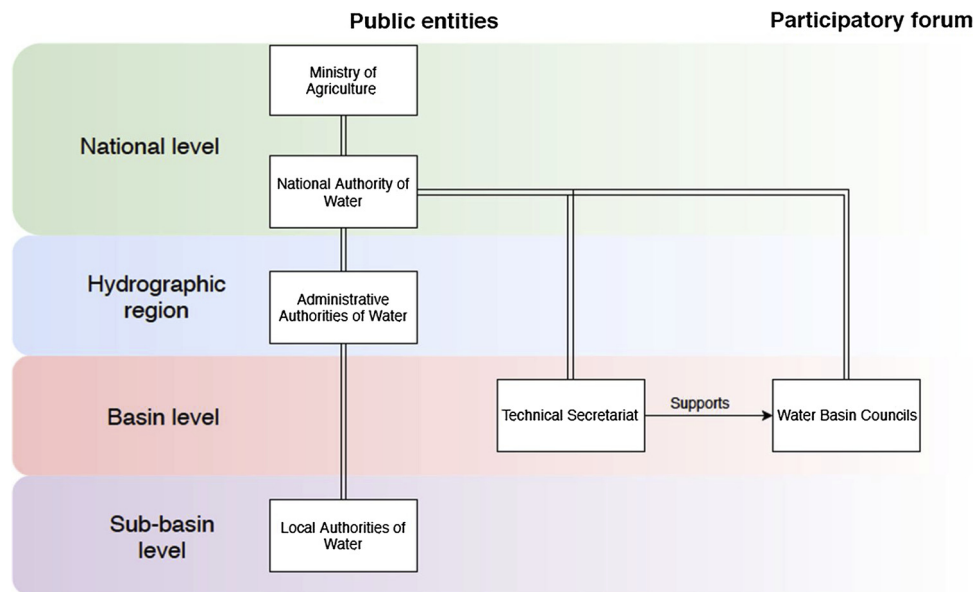 Public entities
Participatory forum
National level
Ministry of
Agriculture
National Authority of
Water
Hydrographic
region
Administrative
Authorities of Water
Basin level
Technical Secretariat
Supports
Water Basin Councils
Sub-basin
level
Local Authorities of
Water